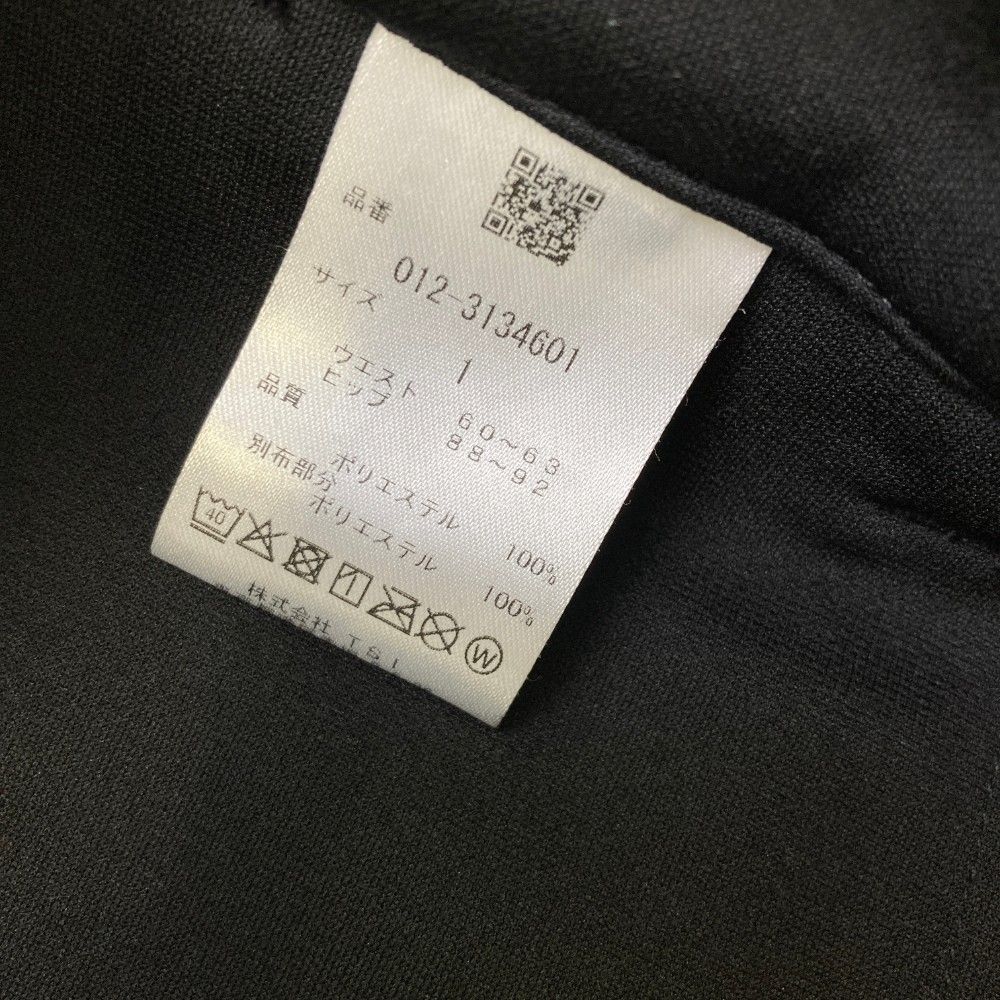 品番
012-3134601
サイズ
1
ウエスト 60～63
ヒップ 88～92
品質
ポリエステル 100%
別布部分
ポリエステル 100%
40
W
株式会社 TSI